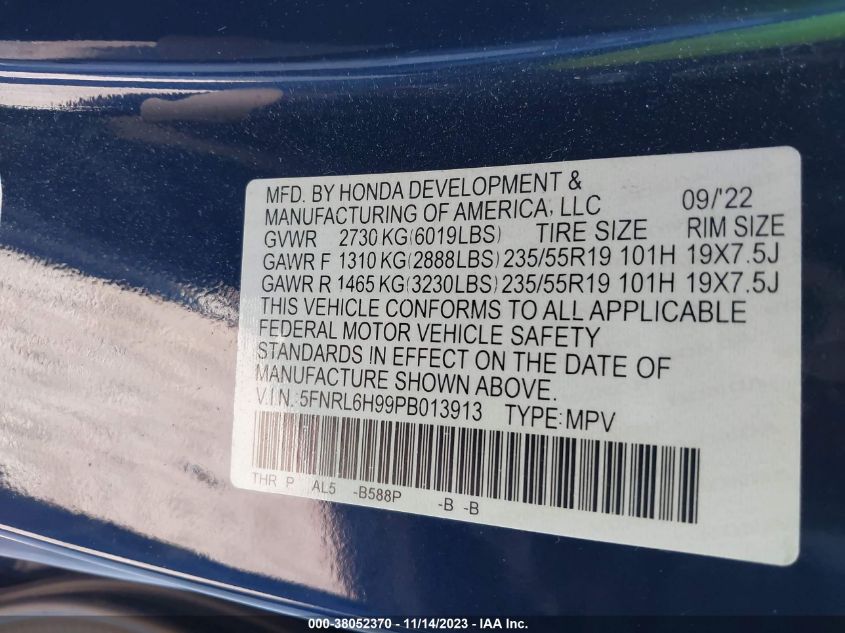 MFD. BY HONDA DEVELOPMENT &
MANUFACTURING OF AMERICA, LLC 09/'22
GVWR 2730 KG(6019LBS) TIRE SIZE RIM SIZE
GAWR F 1310 KG(2888LBS) 235/55R19 101H 19X7.5J
GAWR R 1465 KG(3230LBS) 235/55R19 101H 19X7.5J
THIS VEHICLE CONFORMS TO ALL APPLICABLE
FEDERAL MOTOR VEHICLE SAFETY
STANDARDS IN EFFECT ON THE DATE OF
MANUFACTURE SHOWN ABOVE.
V.I.N.:5FNRL6H99PB013913 TYPE:MPV
THR P AL5 -B588P -B -B
000-38052370 - 11/14/2023 - IAA Inc.